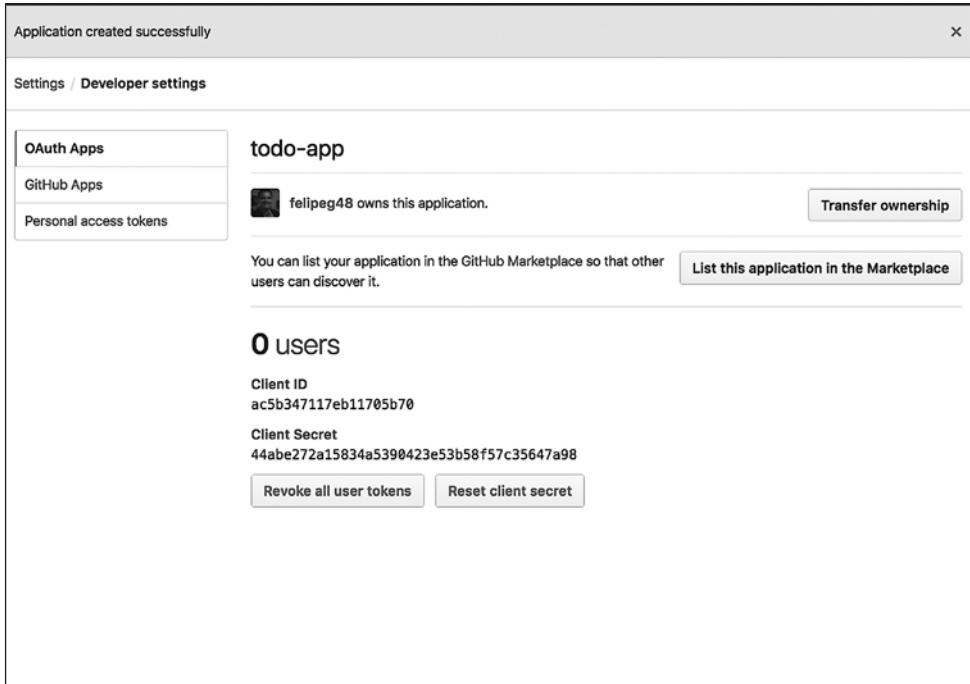 Application created successfully ×
Settings / Developer settings
OAuth Apps
GitHub Apps
Personal access tokens
todo-app
felipeg48 owns this application.
Transfer ownership
You can list your application in the GitHub Marketplace so that other
users can discover it.
List this application in the Marketplace
0 users
Client ID
ac5b347117eb11705b70
Client Secret
44abe272a15834a5390423e53b58f57c35647a98
Revoke all user tokens
Reset client secret